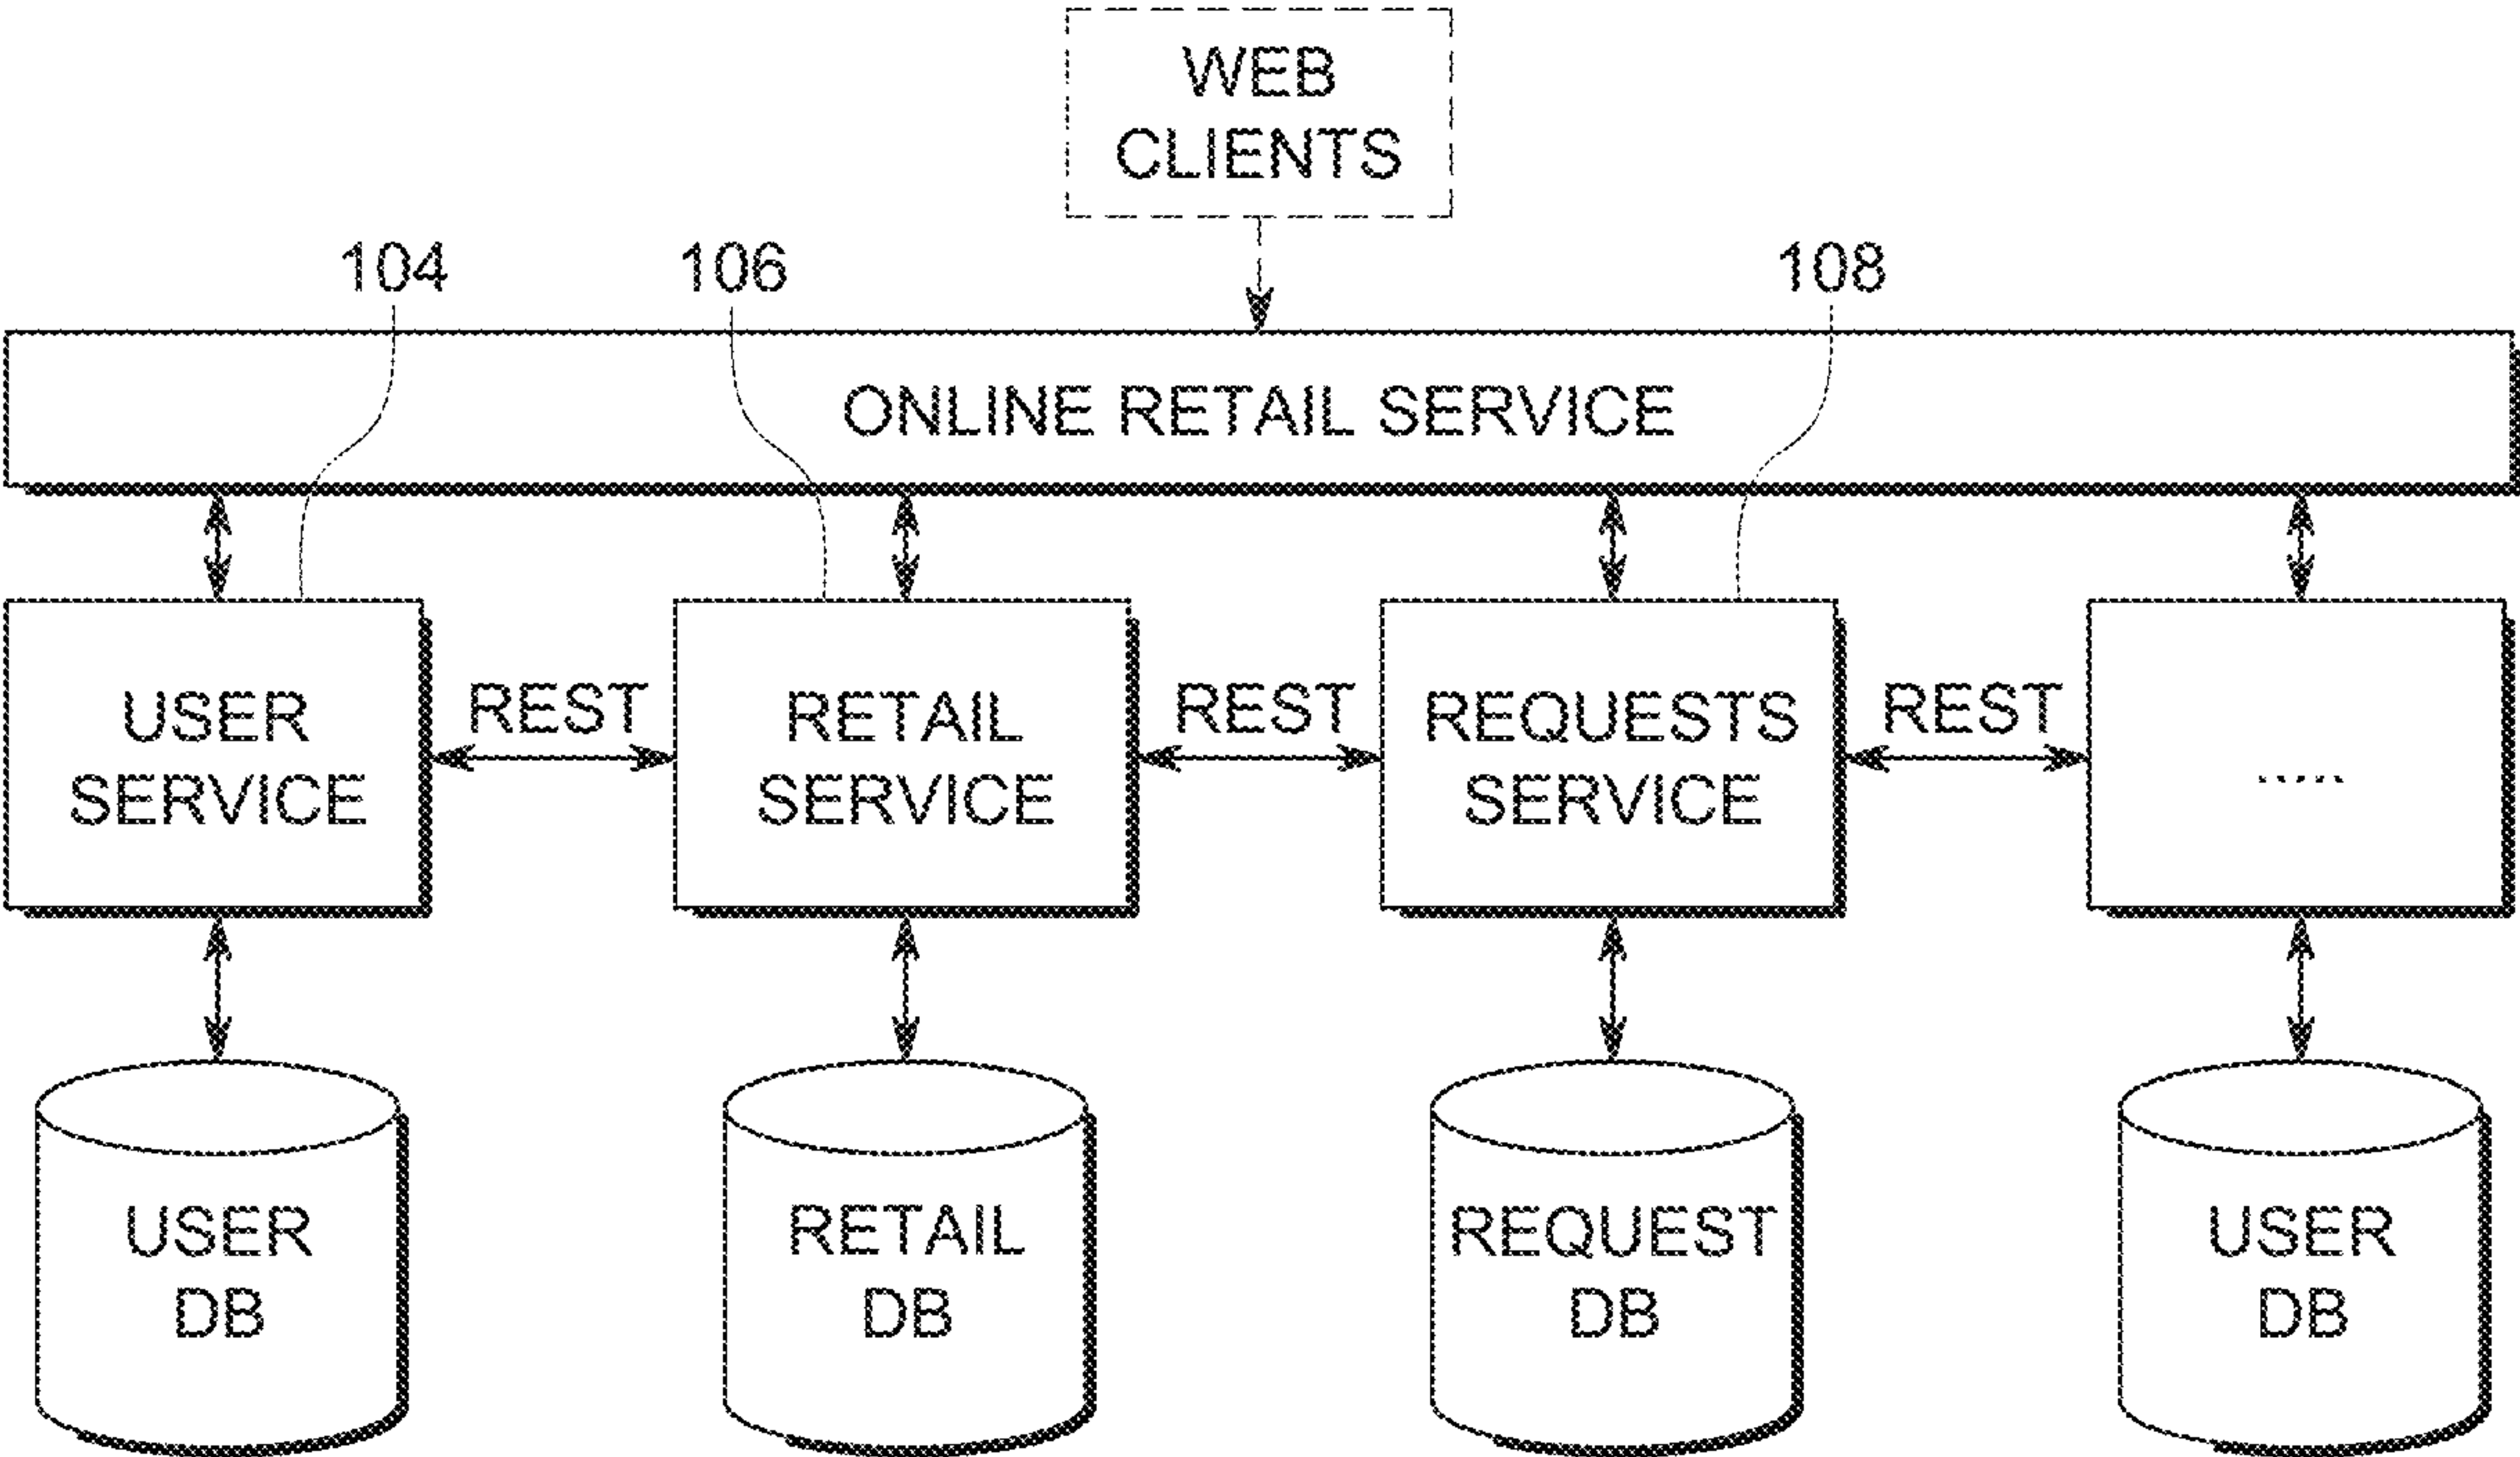 WEB
CLIENTS
104
106
108
ONLINE RETAIL SERVICE
USER
SERVICE
REST
RETAIL
SERVICE
REST
REQUESTS
SERVICE
REST
....
USER
DB
RETAIL
DB
REQUEST
DB
USER
DB